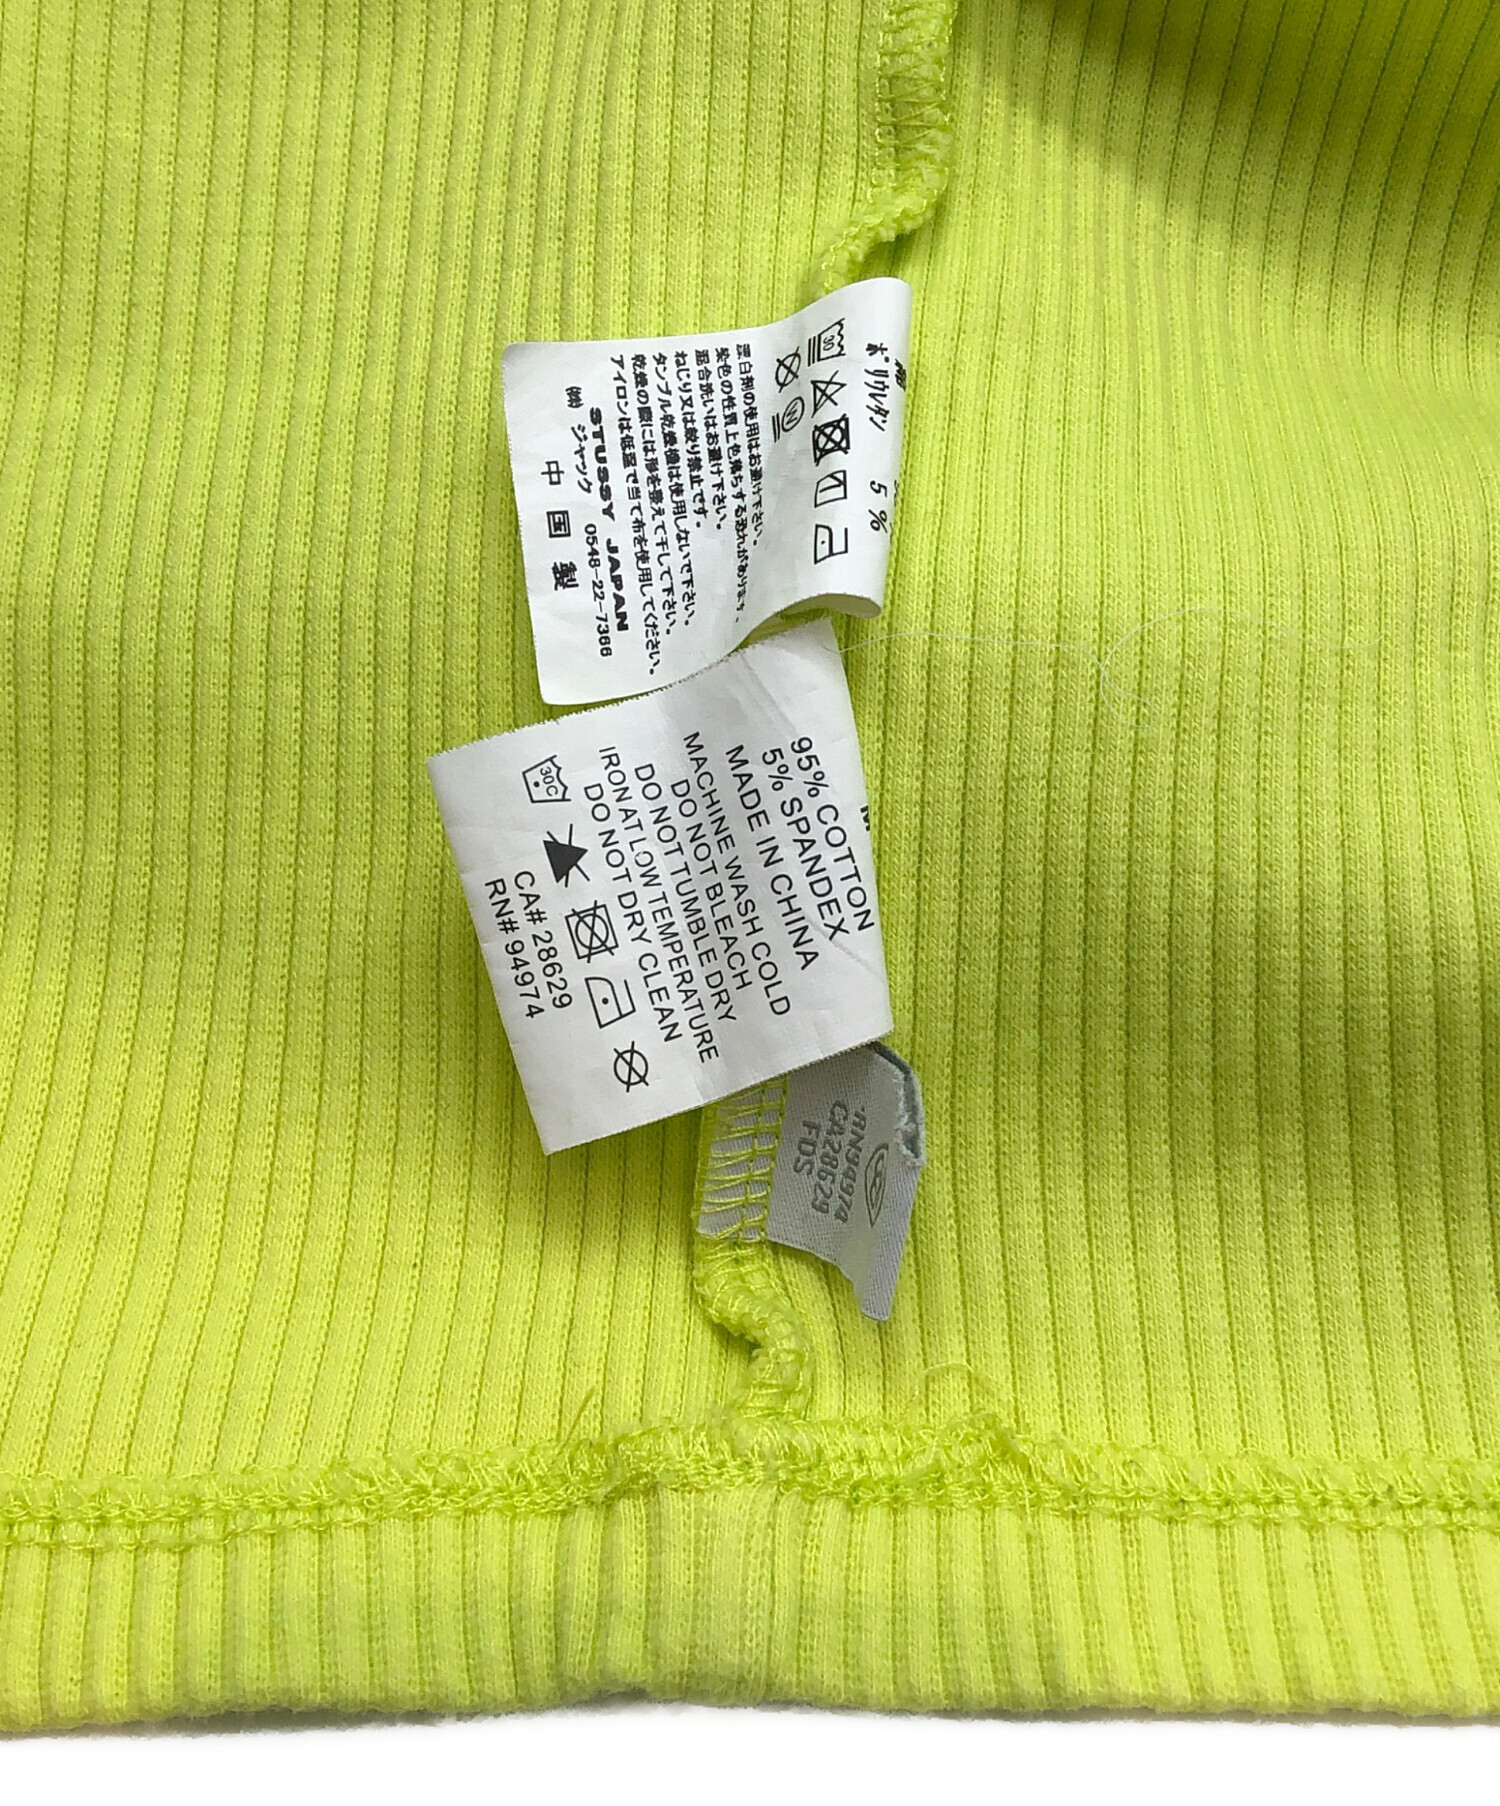 ポリウレタン 5%
30
W
漂白剤の使用はお避け下さい。
染色の性質上色落ちする恐れがあります。
混合洗いはお避け下さい。
ねじり又は絞り禁止です。
タンブル乾燥機は使用しないで下さい。
乾燥の際には形を整えて干して下さい。
アイロンは低温で当て布を使用してください。
STUSSY JAPAN
㈱ ジャック 0548-22-7366
中国製
M
95% COTTON
5% SPANDEX
MADE IN CHINA
MACHINE WASH COLD
DO NOT BLEACH
DO NOT TUMBLE DRY
IRON AT LOW TEMPERATURE
DO NOT DRY CLEAN
30C
CA# 28629
RN# 94974
RN94974
CA28629
FDS